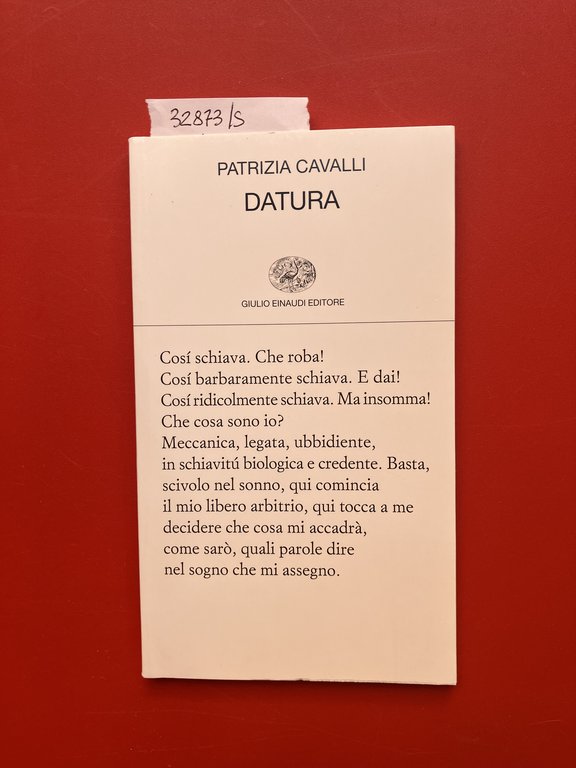 32873/S
PATRIZIA CAVALLI
DATURA
GIULIO EINAUDI EDITORE
Cosí schiava. Che roba!
Cosí barbaramente schiava. E dai!
Cosí ridicolmente schiava. Ma insomma!
Che cosa sono io?
Meccanica, legata, ubbidiente,
in schiavitú biologica e credente. Basta,
scivolo nel sonno, qui comincia
il mio libero arbitrio, qui tocca a me
decidere che cosa mi accadrà,
come sarò, quali parole dire
nel sogno che mi assegno.